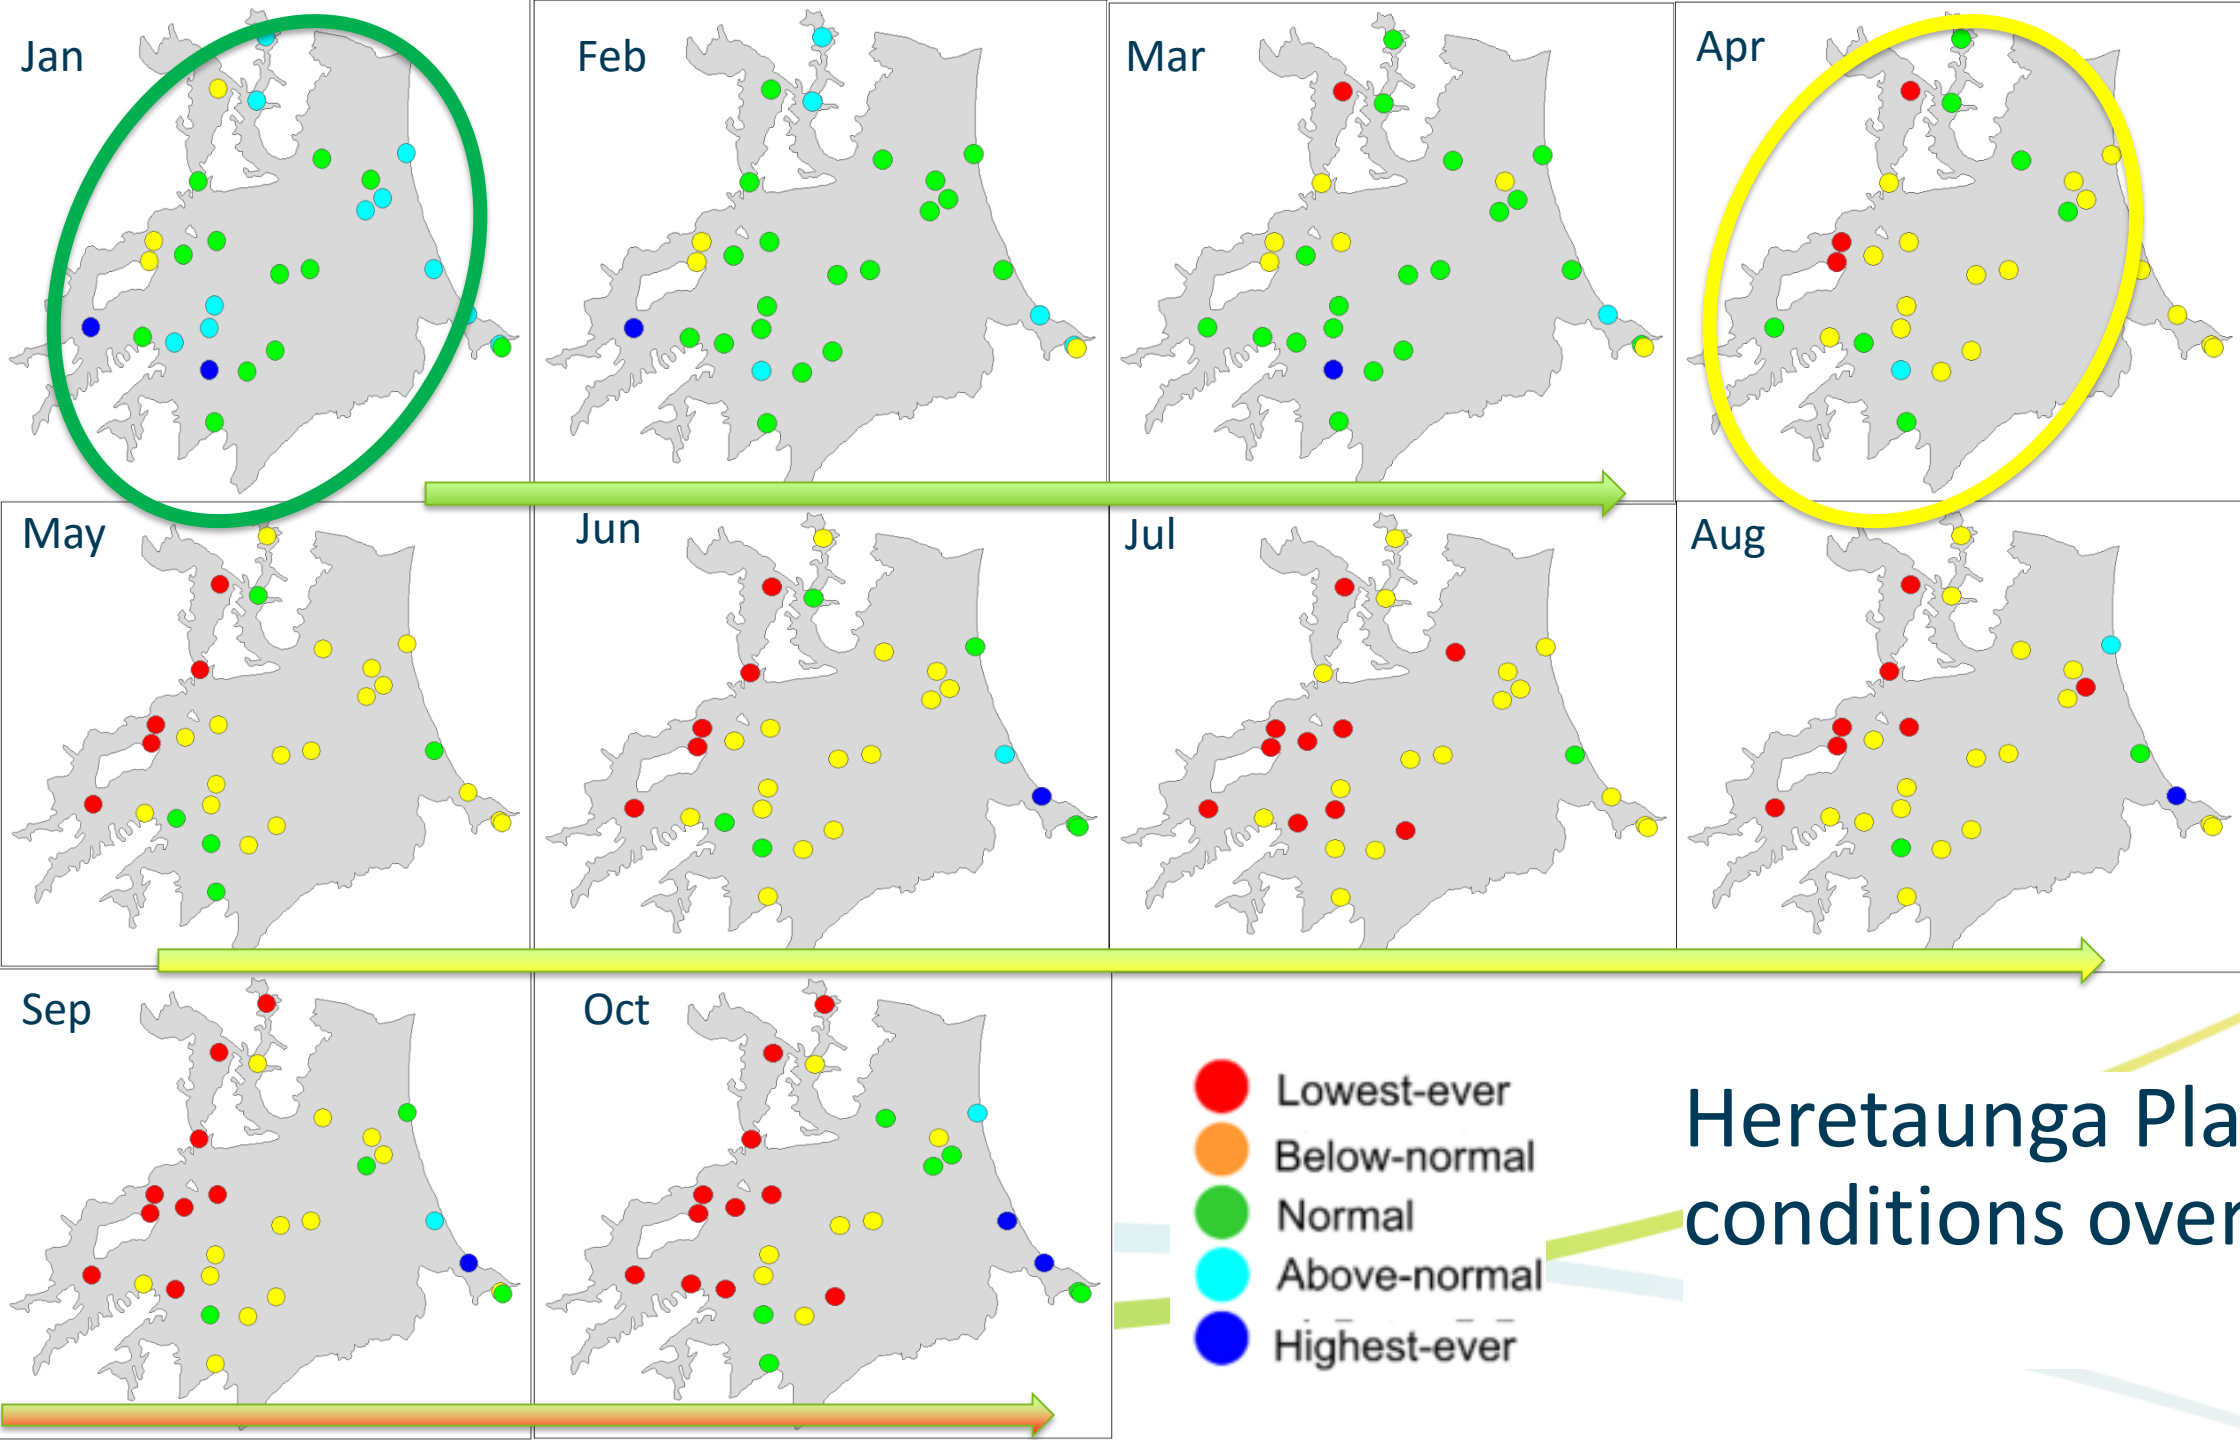 Jan
Feb
Mar
Apr
May
Jun
Jul
Aug
Sep
Oct
Lowest-ever
Below-normal
Normal
Above-normal
Highest-ever
Heretaunga Pla
conditions over